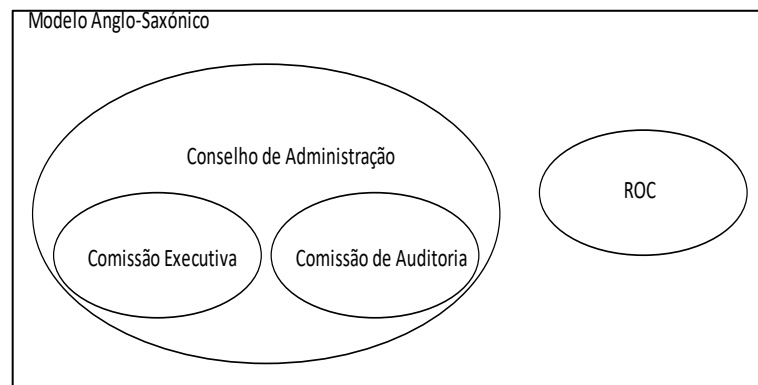 Modelo Anglo-Saxónico
Conselho de Administração
ROC
Comissão Executiva
Comissão de Auditoria